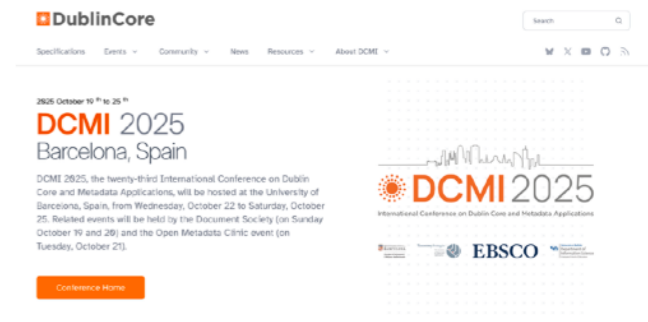 DublinCore
Search
Specifications Events Community News Resources About DCMI
2025 October 19 th to 25 th
DCMI 2025
Barcelona, Spain
DCMI 2025, the twenty-third International Conference on Dublin
Core and Metadata Applications, will be hosted at the University of
Barcelona, Spain, from Wednesday, October 22 to Saturday, October
25. Related events will be held by the Document Society (on Sunday
October 19 and 20) and the Open Metadata Clinic event (on
Tuesday, October 21).
Conference Home
DCMI 2025
International Conference on Dublin Core and Metadata Applications
EBSCO